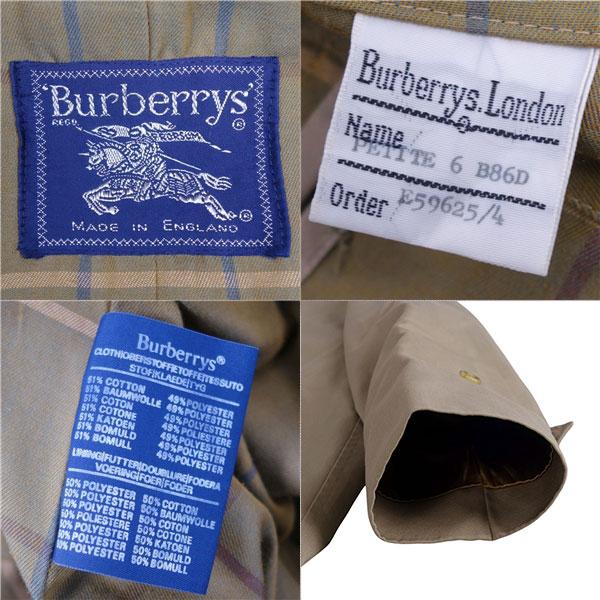 'Burberrys'
REGD. ®
®
MADE IN ENGLAND
Burberrys. London
Name
PETITE 6 B86D
Order E59625/4
Burberrys®
CLOTH|OBERSTOFF|ETOFFE|TESSUTO
STOF|KLAEDE|TYG
51% COTTON 49% POLYESTER
51% BAUMWOLLE 49% POLYESTER
51% COTON 49% POLYESTER
51% COTONE 49% POLIESTERE
51% KATOEN 49% POLYESTER
51% BOMULD 49% POLYESTER
51% BOMULL 49% POLYESTER
LINING|FUTTER|DOUBLURE|FODERA
VOERING|FOER|FODER
50% POLYESTER 50% COTTON
50% POLYESTER 50% BAUMWOLLE
50% POLYESTER 50% COTON
50% POLIESTERE 50% COTONE
50% POLYESTER 50% KATOEN
50% POLYESTER 50% BOMULD
50% POLYESTER 50% BOMULL